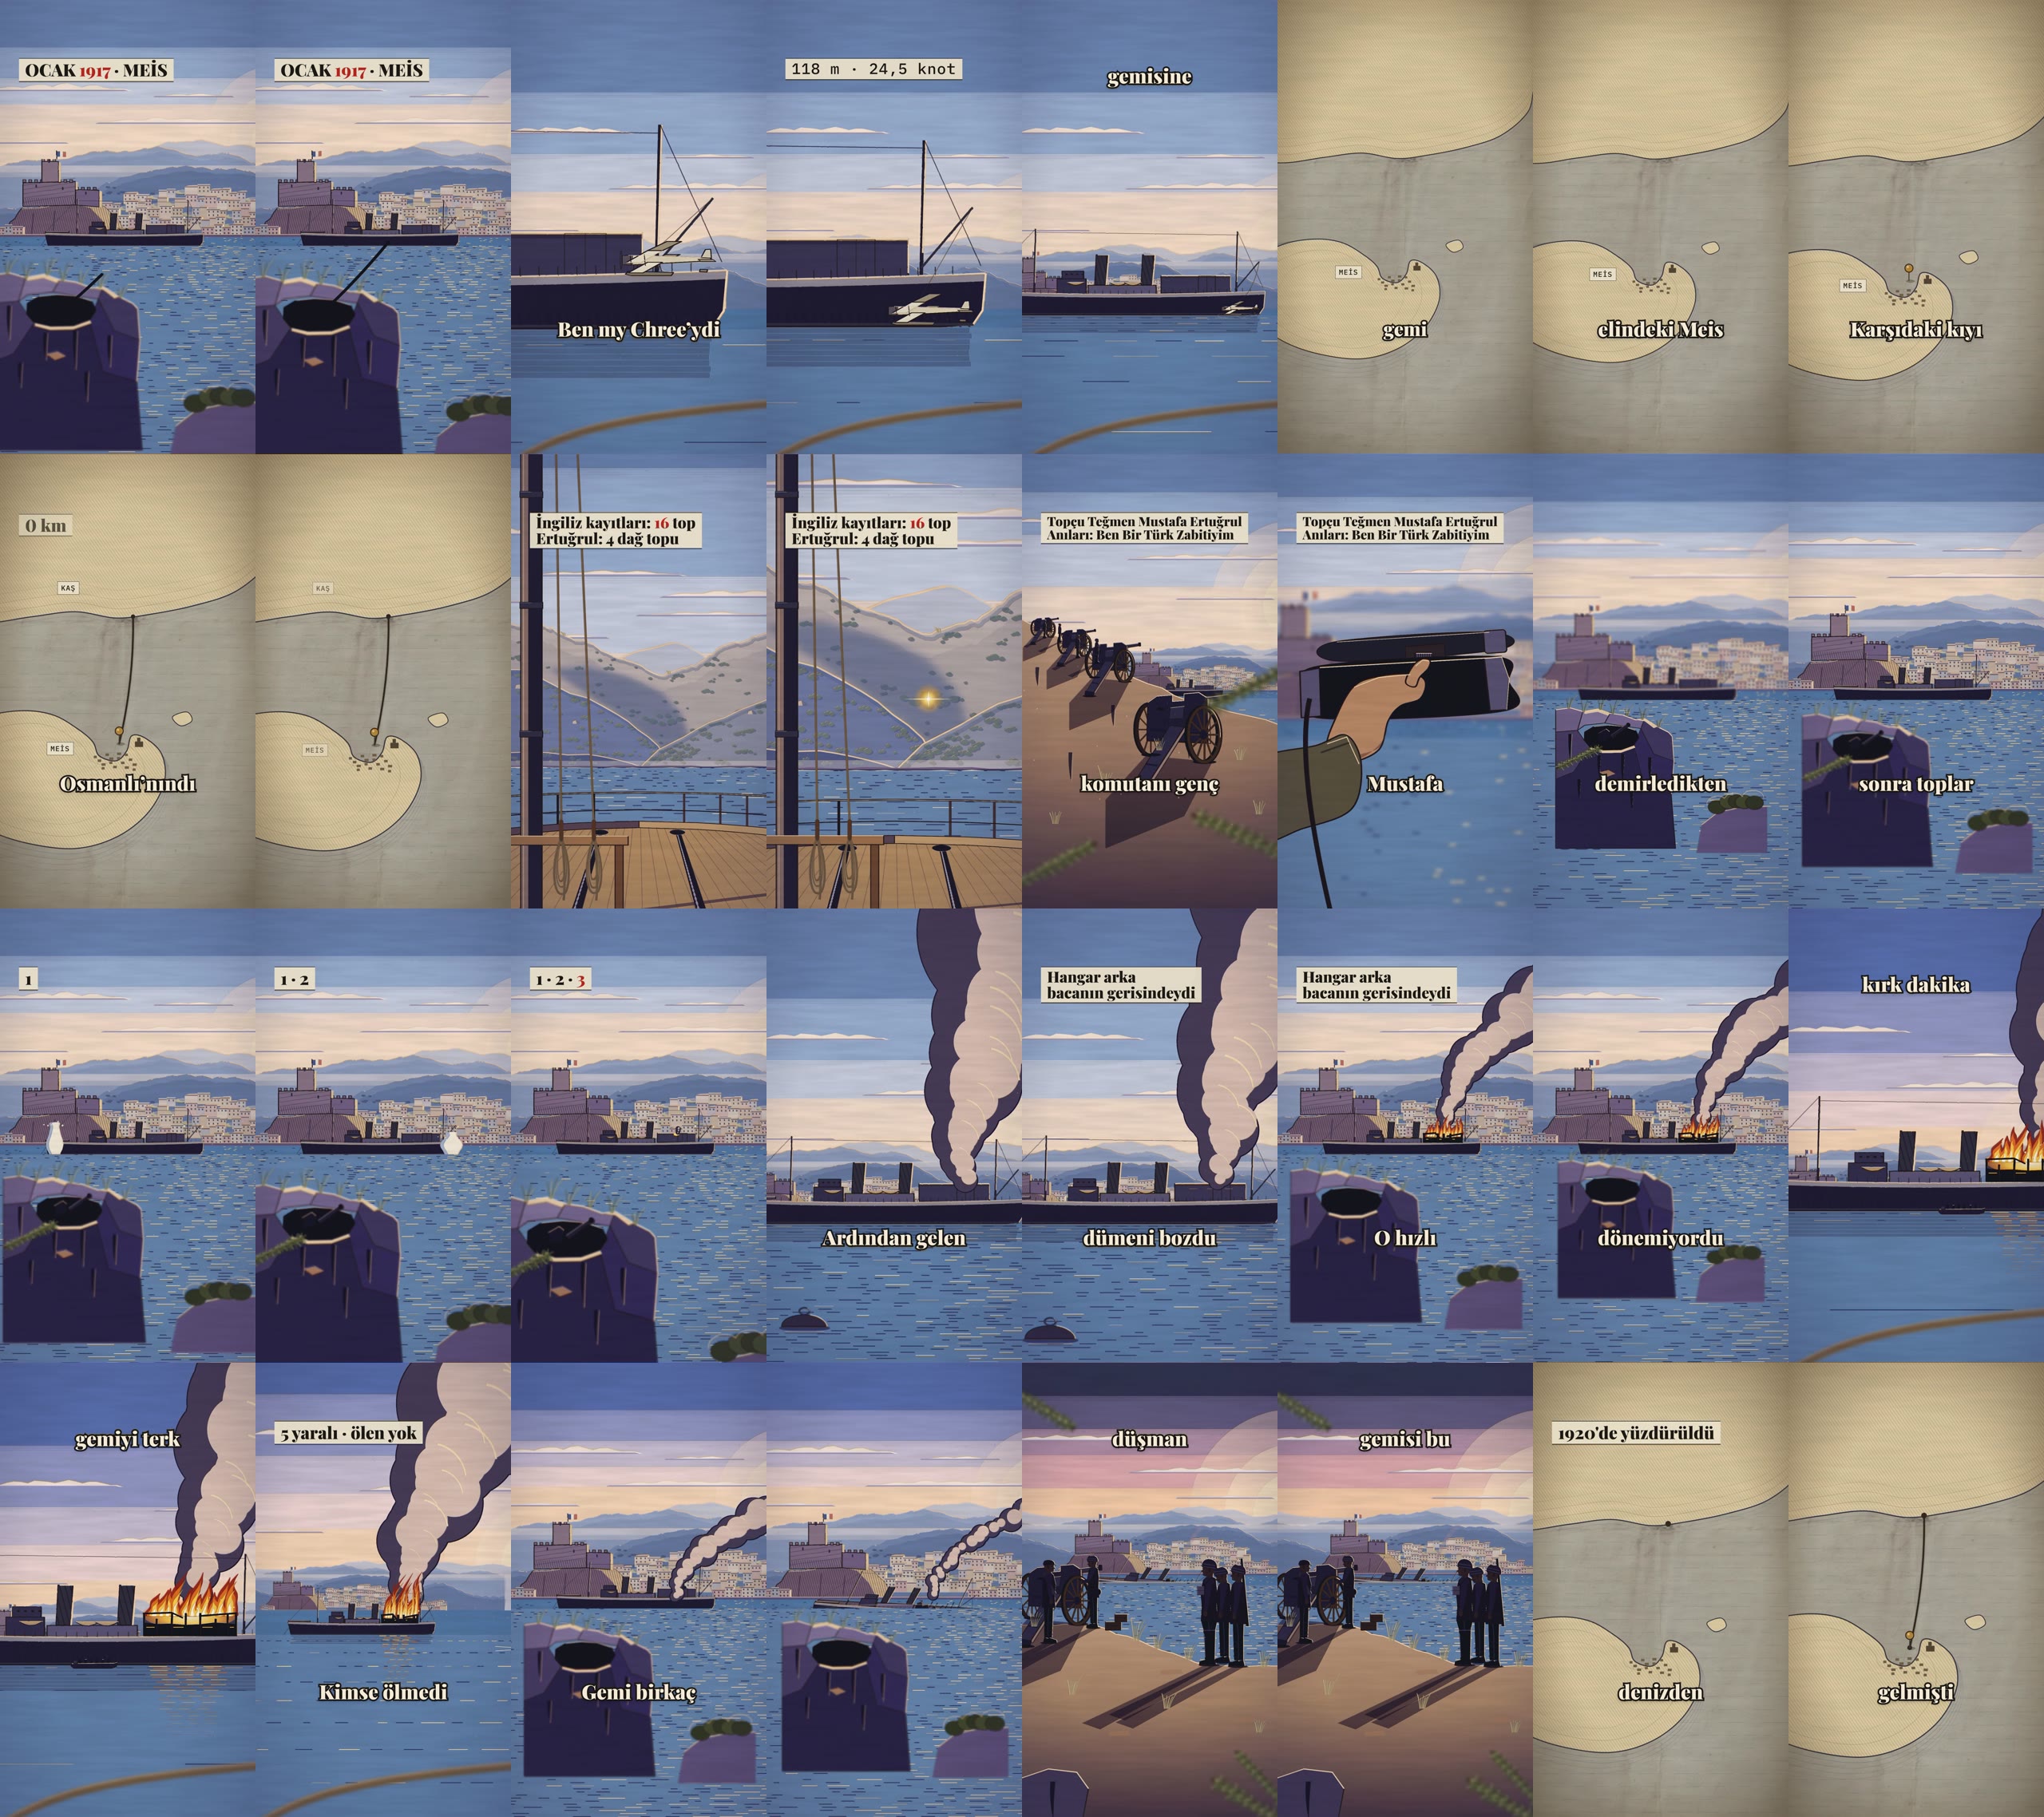 OCAK 1917 · MEİS
OCAK 1917 · MEİS
Ben my Chree'ydi
118 m · 24,5 knot
gemisine
MEİS
gemi
MEİS
elindeki Meis
MEİS
Karşıdaki kıyı
0 km
KAŞ
MEİS
Osmanlı'nındı
KAŞ
MEİS
İngiliz kayıtları: 16 top
Ertuğrul: 4 dağ topu
İngiliz kayıtları: 16 top
Ertuğrul: 4 dağ topu
Topçu Teğmen Mustafa Ertuğrul
Anıları: Ben Bir Türk Zabitiyim
komutanı genç
Topçu Teğmen Mustafa Ertuğrul
Anıları: Ben Bir Türk Zabitiyim
Mustafa
demirledikten
sonra toplar
1
1 · 2
1 · 2 · 3
Ardından gelen
Hangar arka
bacanın gerisindeydi
dümeni bozdu
Hangar arka
bacanın gerisindeydi
O hızlı
dönemiyordu
kırk dakika
gemiyi terk
5 yaralı · ölen yok
Kimse ölmedi
Gemi birkaç
düşman
gemisi bu
1920'de yüzdürüldü
denizden
gelmişti